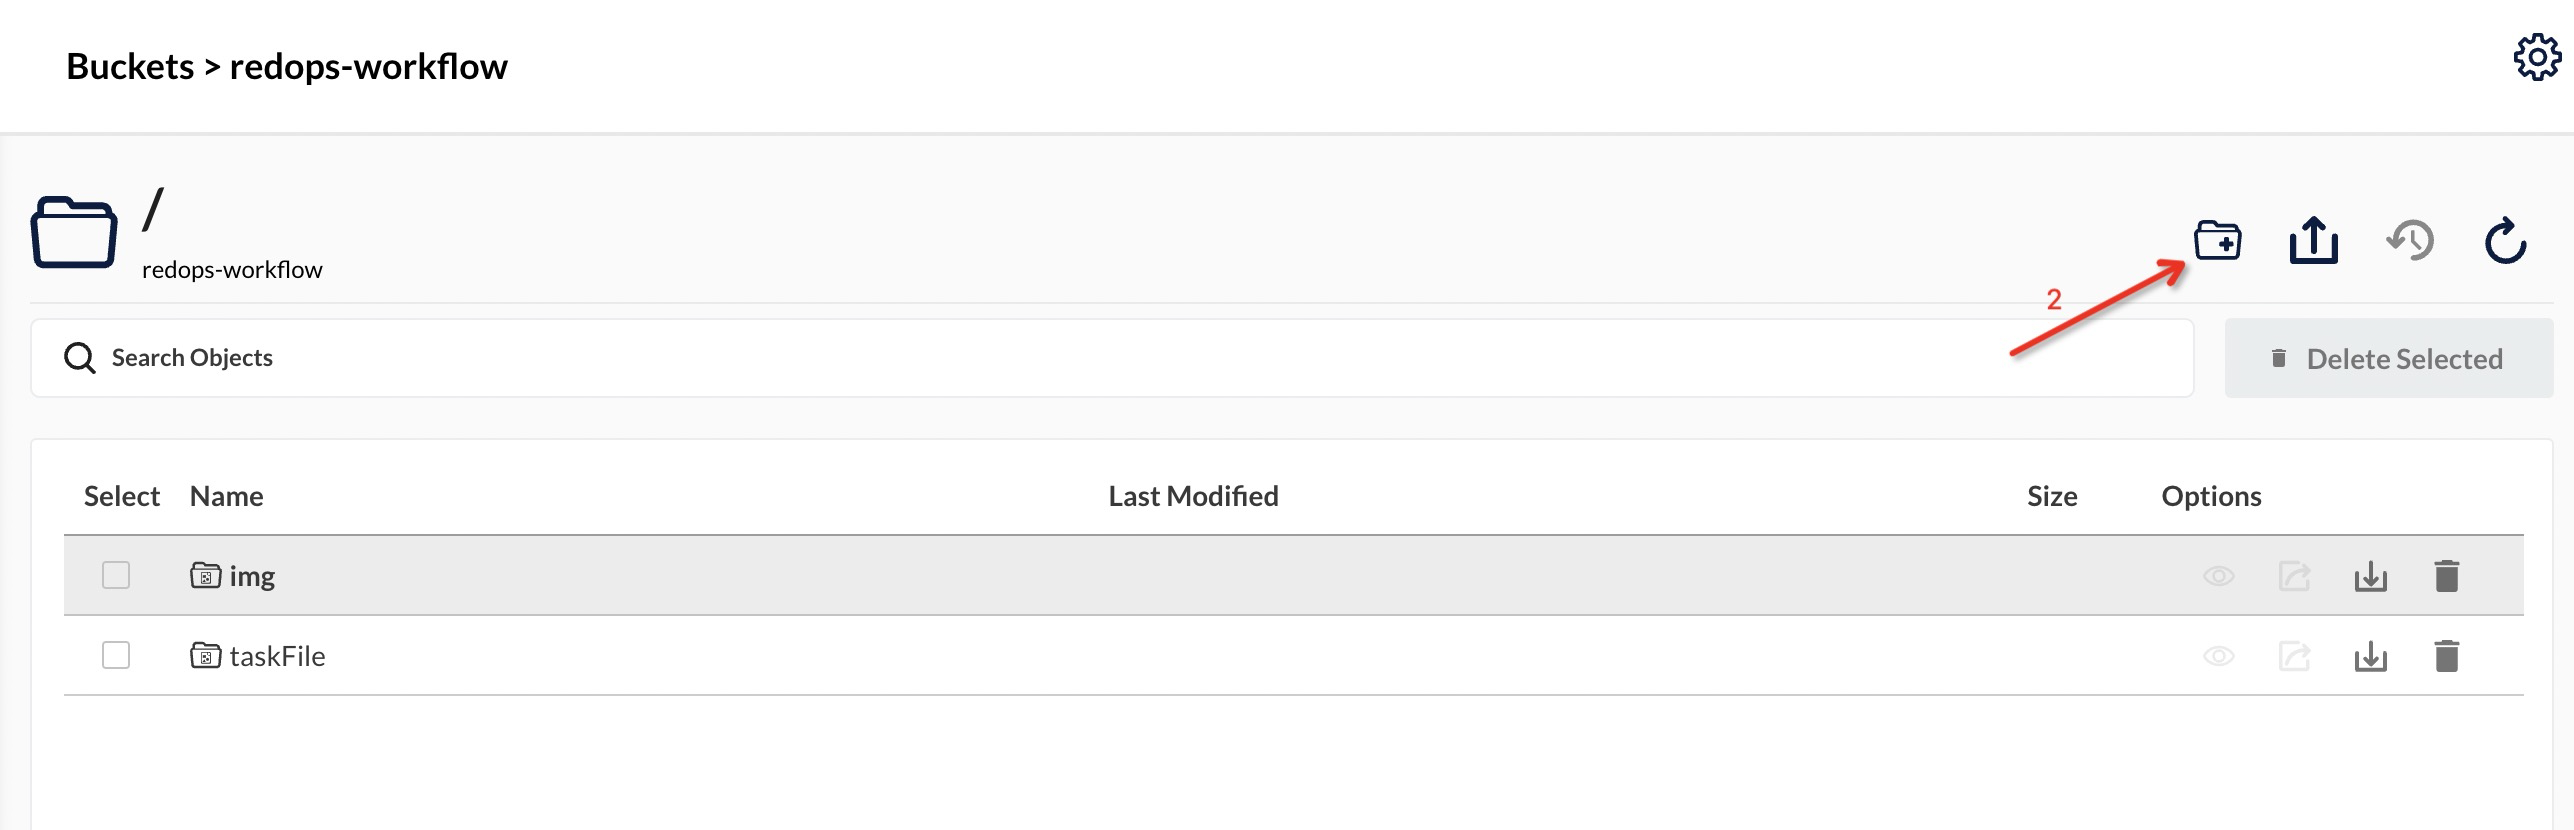 Buckets > redops-workflow
/
redops-workflow
2
Search Objects
Delete Selected
Select Name Last Modified Size Options
img
taskFile